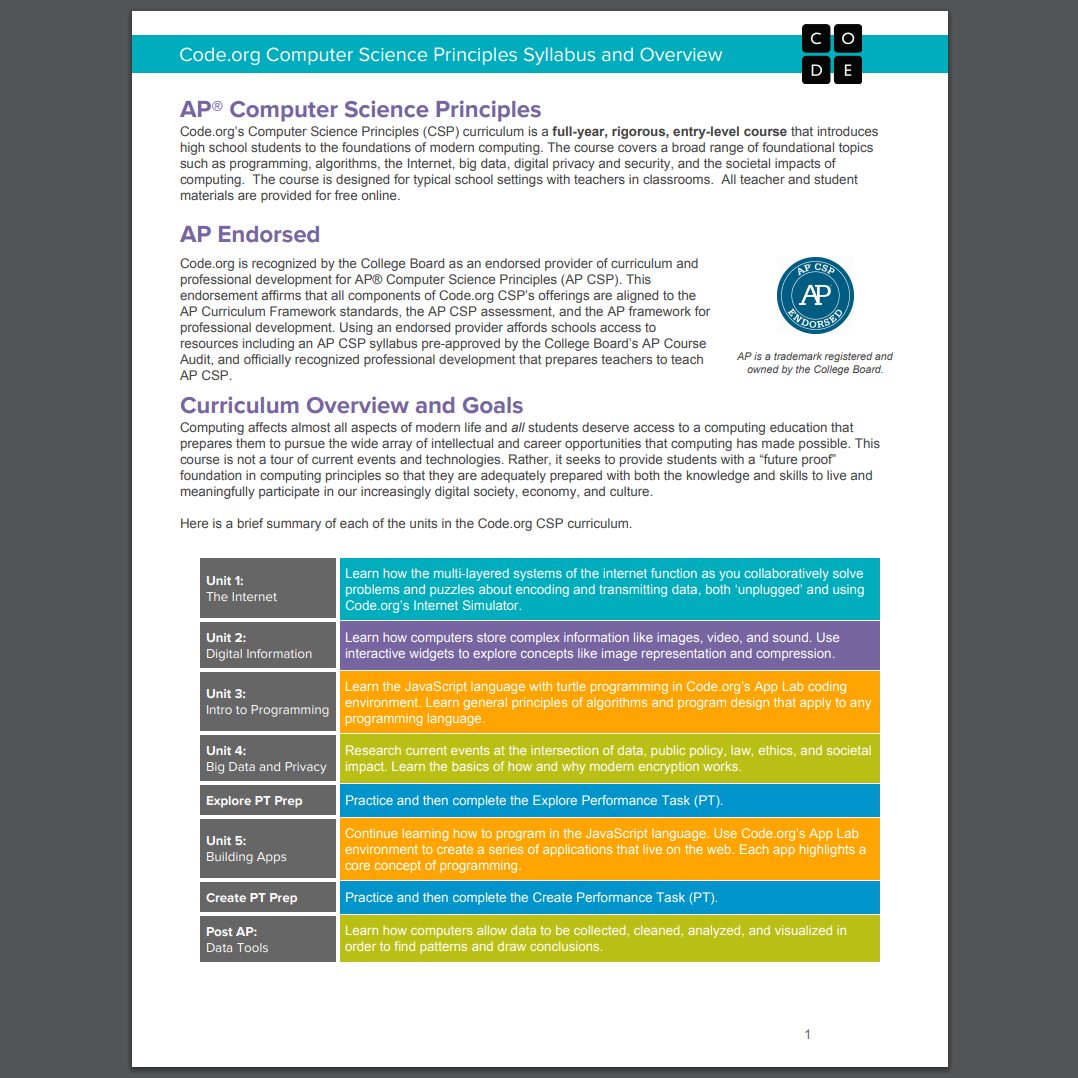 Code.org Computer Science Principles Syllabus and Overview
C O
D E
AP® Computer Science Principles
Code.org's Computer Science Principles (CSP) curriculum is a full-year, rigorous, entry-level course that introduces
high school students to the foundations of modern computing. The course covers a broad range of foundational topics
such as programming, algorithms, the Internet, big data, digital privacy and security, and the societal impacts of
computing.  The course is designed for typical school settings with teachers in classrooms.  All teacher and student
materials are provided for free online.
AP Endorsed
Code.org is recognized by the College Board as an endorsed provider of curriculum and
professional development for AP® Computer Science Principles (AP CSP). This
endorsement affirms that all components of Code.org CSP's offerings are aligned to the
AP Curriculum Framework standards, the AP CSP assessment, and the AP framework for
professional development. Using an endorsed provider affords schools access to
resources including an AP CSP syllabus pre-approved by the College Board's AP Course
Audit, and officially recognized professional development that prepares teachers to teach
AP CSP.
AP CSP
AP
ENDORSED
AP is a trademark registered and
owned by the College Board.
Curriculum Overview and Goals
Computing affects almost all aspects of modern life and all students deserve access to a computing education that
prepares them to pursue the wide array of intellectual and career opportunities that computing has made possible. This
course is not a tour of current events and technologies. Rather, it seeks to provide students with a “future proof”
foundation in computing principles so that they are adequately prepared with both the knowledge and skills to live and
meaningfully participate in our increasingly digital society, economy, and culture.
Here is a brief summary of each of the units in the Code.org CSP curriculum.
Unit 1:
The Internet
Learn how the multi-layered systems of the internet function as you collaboratively solve
problems and puzzles about encoding and transmitting data, both ‘unplugged’ and using
Code.org's Internet Simulator.
Unit 2:
Digital Information
Learn how computers store complex information like images, video, and sound. Use
interactive widgets to explore concepts like image representation and compression.
Unit 3:
Intro to Programming
Learn the JavaScript language with turtle programming in Code.org's App Lab coding
environment. Learn general principles of algorithms and program design that apply to any
programming language.
Unit 4:
Big Data and Privacy
Research current events at the intersection of data, public policy, law, ethics, and societal
impact. Learn the basics of how and why modern encryption works.
Explore PT Prep
Practice and then complete the Explore Performance Task (PT).
Unit 5:
Building Apps
Continue learning how to program in the JavaScript language. Use Code.org's App Lab
environment to create a series of applications that live on the web. Each app highlights a
core concept of programming.
Create PT Prep
Practice and then complete the Create Performance Task (PT).
Post AP:
Data Tools
Learn how computers allow data to be collected, cleaned, analyzed, and visualized in
order to find patterns and draw conclusions.
1